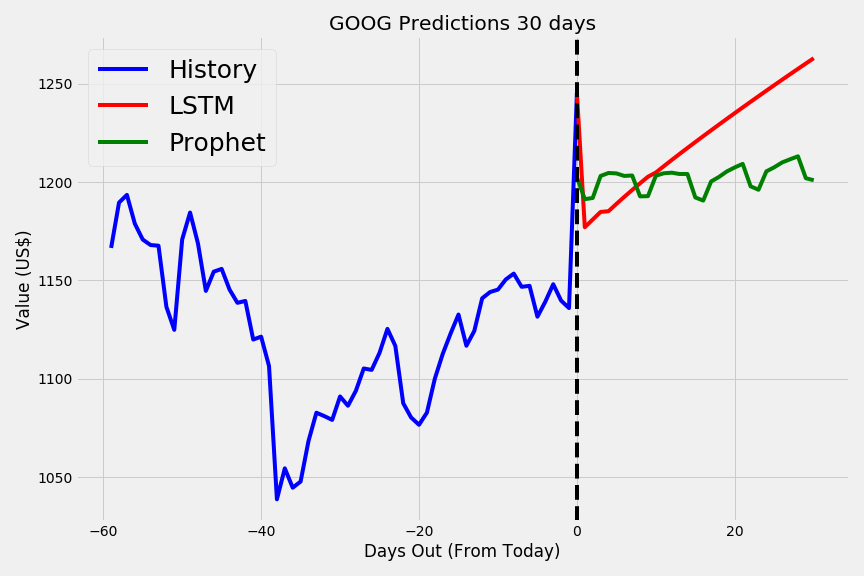 GOOG Predictions 30 days
History
LSTM
Prophet
1250
1200
1150
1100
1050
Value (US$)
−60
−40
−20
0
20
Days Out (From Today)